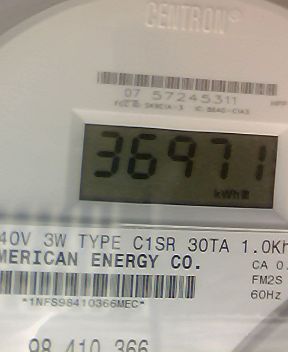 CENTRON®
07 57245311
36971
kWh
40V 3W TYPE C1SR 30TA 1.0Kh
MERICAN ENERGY CO.
CA 0.
FM2S
60Hz
*1NFS98410366MEC*
98 410 366